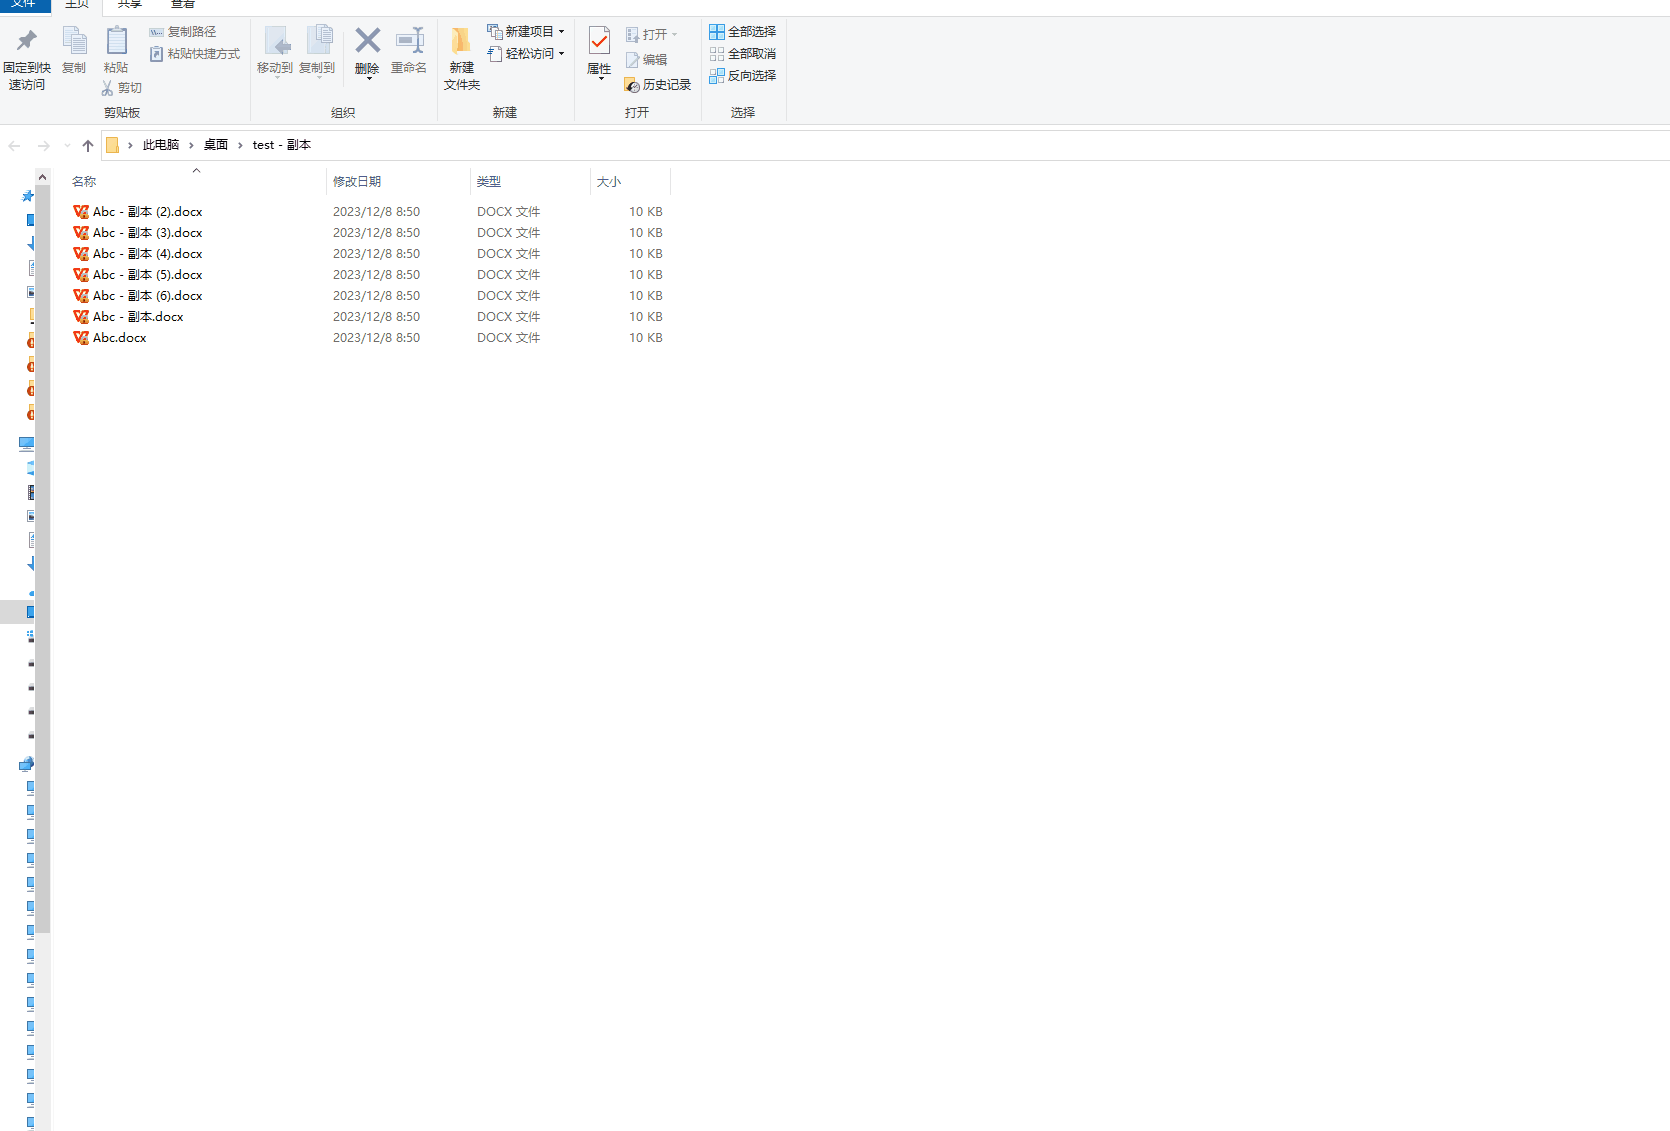 文件 主页 共享 查看
固定到快速访问 复制 粘贴 复制路径 粘贴快捷方式 剪切
剪贴板
移动到 复制到 删除 重命名
组织
新建文件夹 新建项目 轻松访问
新建
属性 打开 编辑 历史记录
打开
全部选择 全部取消 反向选择
选择
此电脑 桌面 test - 副本
名称 修改日期 类型 大小
Abc - 副本 (2).docx 2023/12/8 8:50 DOCX 文件 10 KB
Abc - 副本 (3).docx 2023/12/8 8:50 DOCX 文件 10 KB
Abc - 副本 (4).docx 2023/12/8 8:50 DOCX 文件 10 KB
Abc - 副本 (5).docx 2023/12/8 8:50 DOCX 文件 10 KB
Abc - 副本 (6).docx 2023/12/8 8:50 DOCX 文件 10 KB
Abc - 副本.docx 2023/12/8 8:50 DOCX 文件 10 KB
Abc.docx 2023/12/8 8:50 DOCX 文件 10 KB